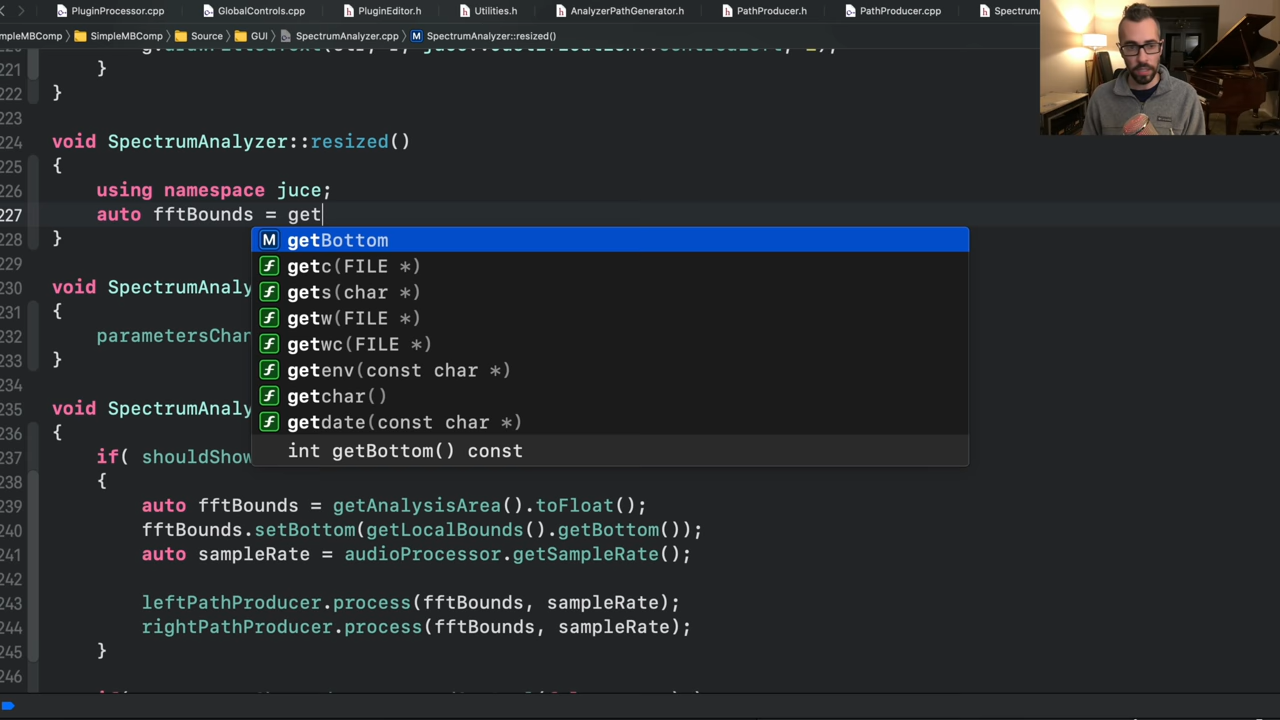 PluginProcessor.cpp GlobalControls.cpp PluginEditor.h Utilities.h AnalyzerPathGenerator.h PathProducer.h PathProducer.cpp Spectrum
mpleMBComp SimpleMBComp Source GUI SpectrumAnalyzer.cpp M SpectrumAnalyzer::resized()
221 }
222 }
223
224 void SpectrumAnalyzer::resized()
225 {
226 using namespace juce;
227 auto fftBounds = get
228 }
M getBottom
f getc(FILE *)
f gets(char *)
f getw(FILE *)
f getwc(FILE *)
f getenv(const char *)
f getchar()
f getdate(const char *)
int getBottom() const
229
230 void SpectrumAnaly
231 {
232 parametersChar
233 }
234
235 void SpectrumAnaly
236 {
237 if( shouldShow
238 {
239 auto fftBounds = getAnalysisArea().toFloat();
240 fftBounds.setBottom(getLocalBounds().getBottom());
241 auto sampleRate = audioProcessor.getSampleRate();
242
243 leftPathProducer.process(fftBounds, sampleRate);
244 rightPathProducer.process(fftBounds, sampleRate);
245 }
246